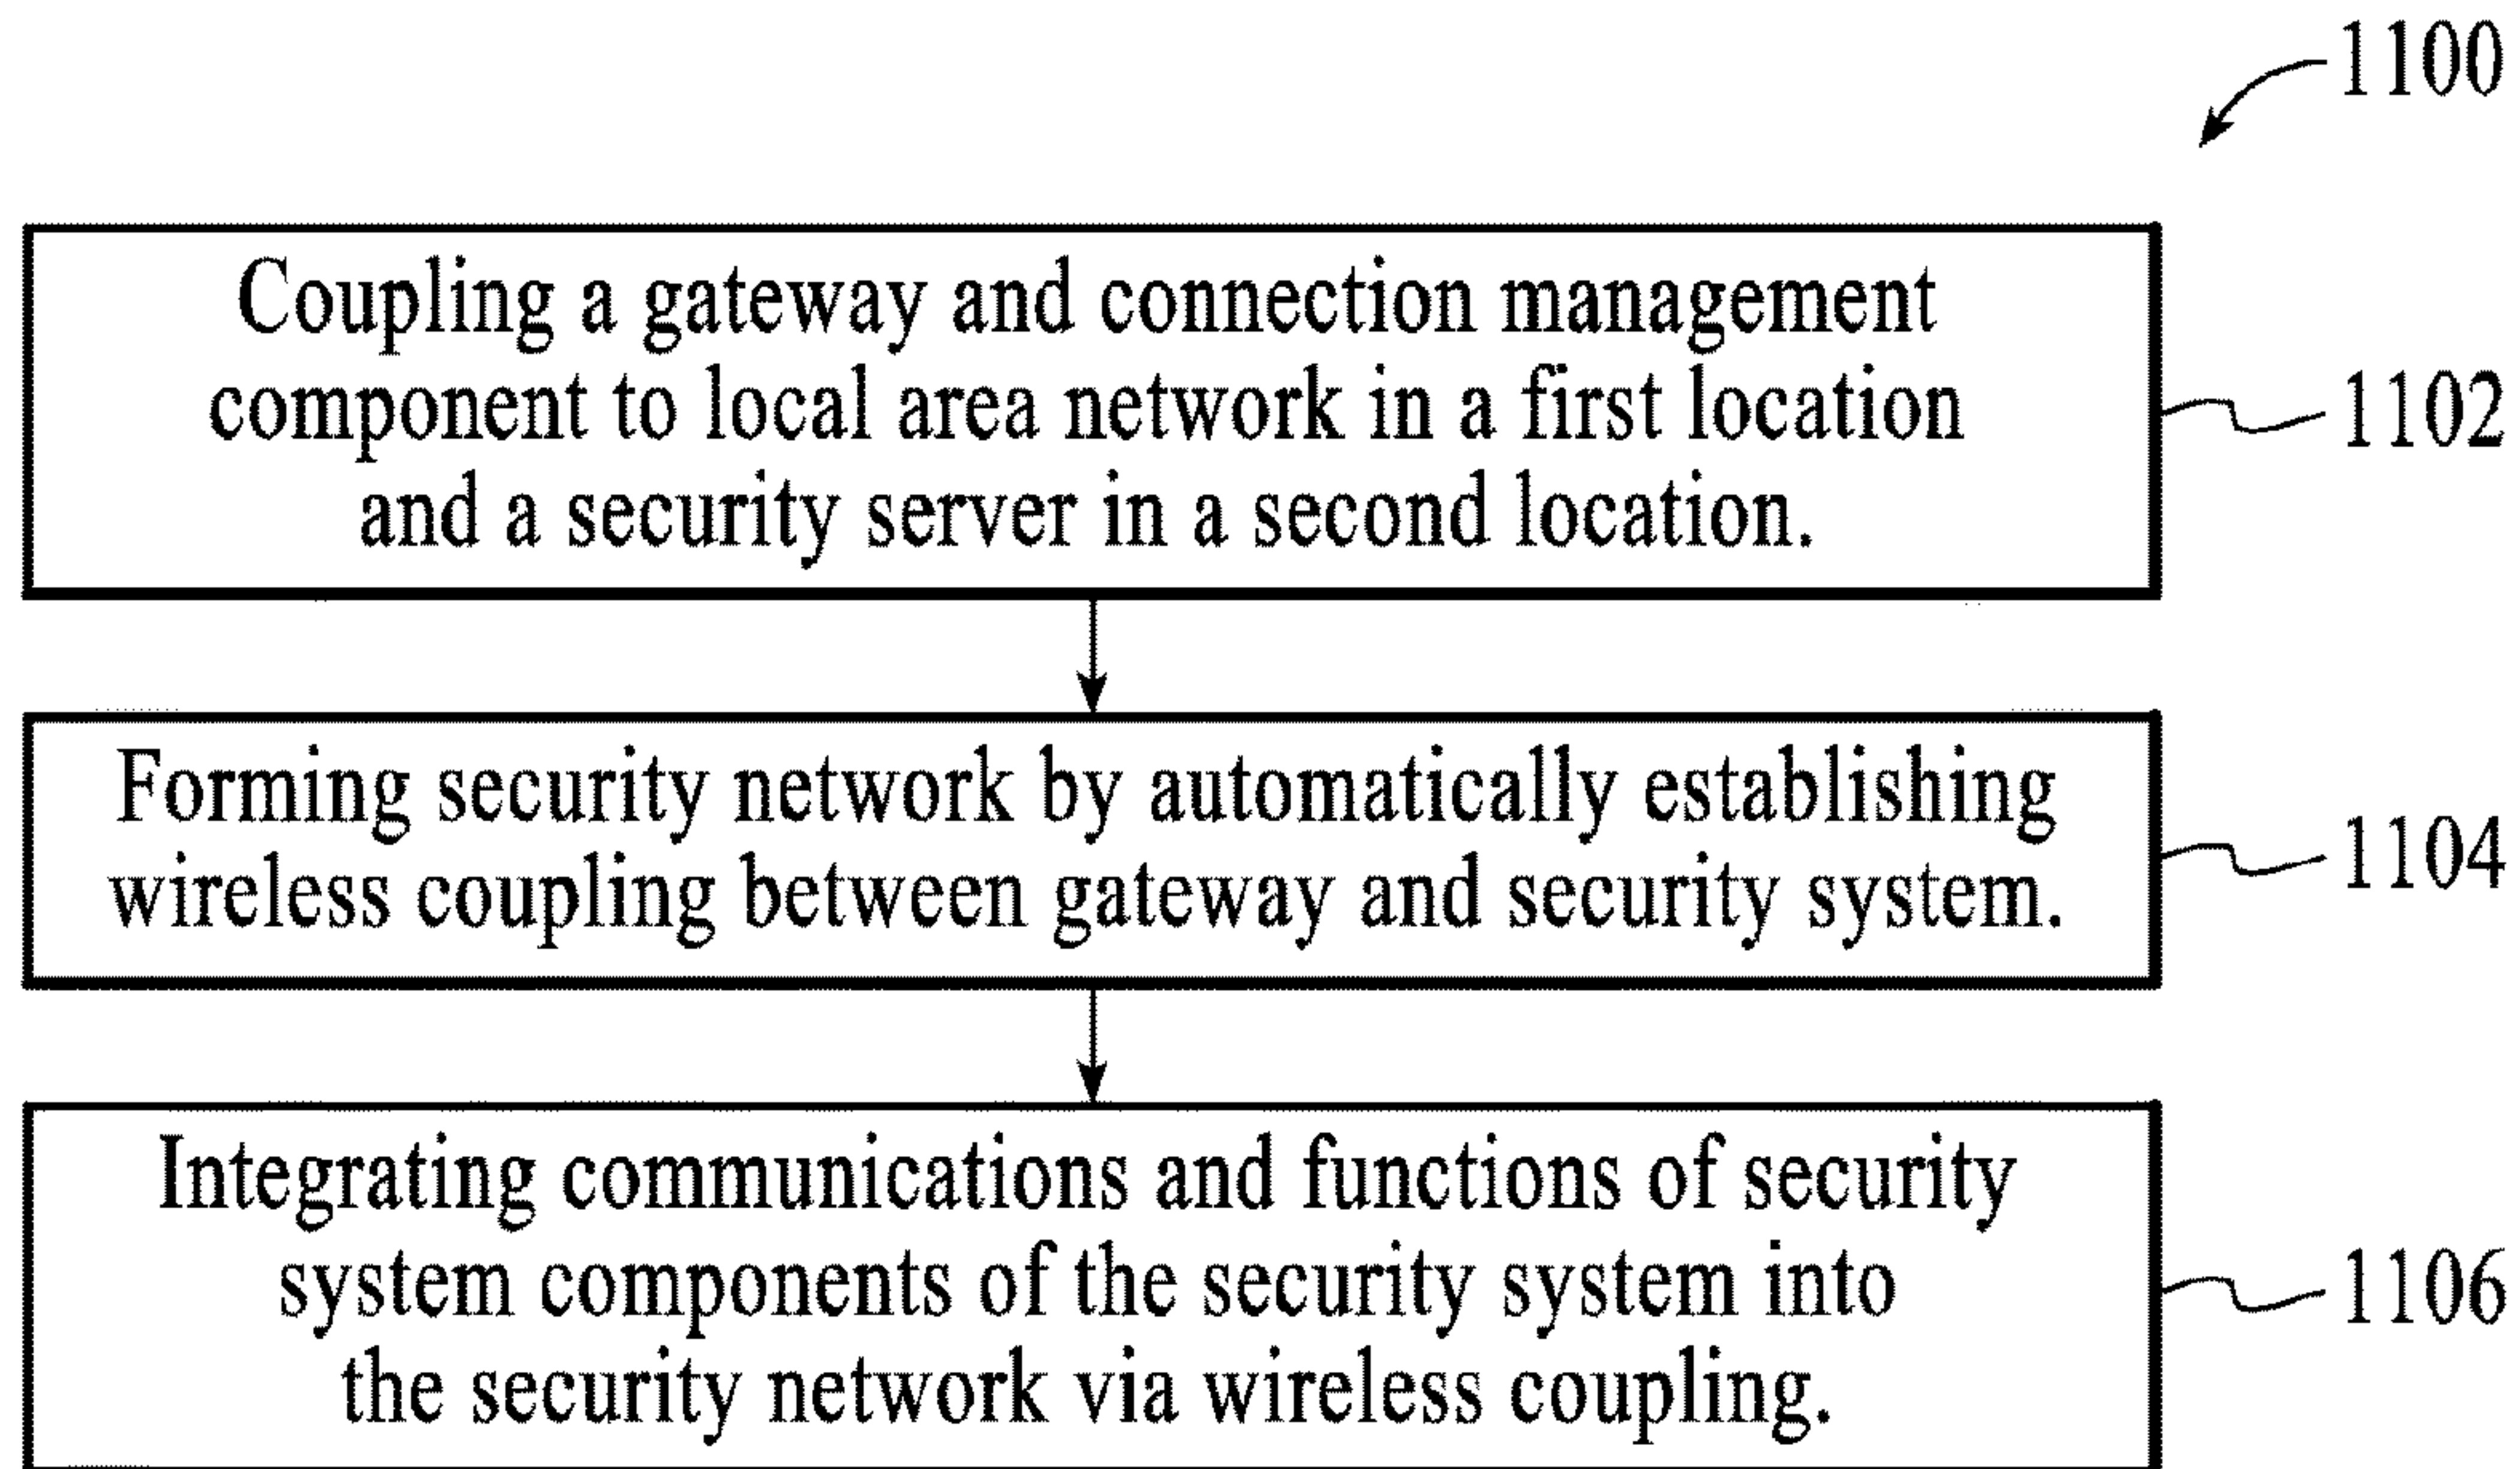 1100
Coupling a gateway and connection management
component to local area network in a first location
and a security server in a second location.
1102
Forming security network by automatically establishing
wireless coupling between gateway and security system.
1104
Integrating communications and functions of security
system components of the security system into
the security network via wireless coupling.
1106